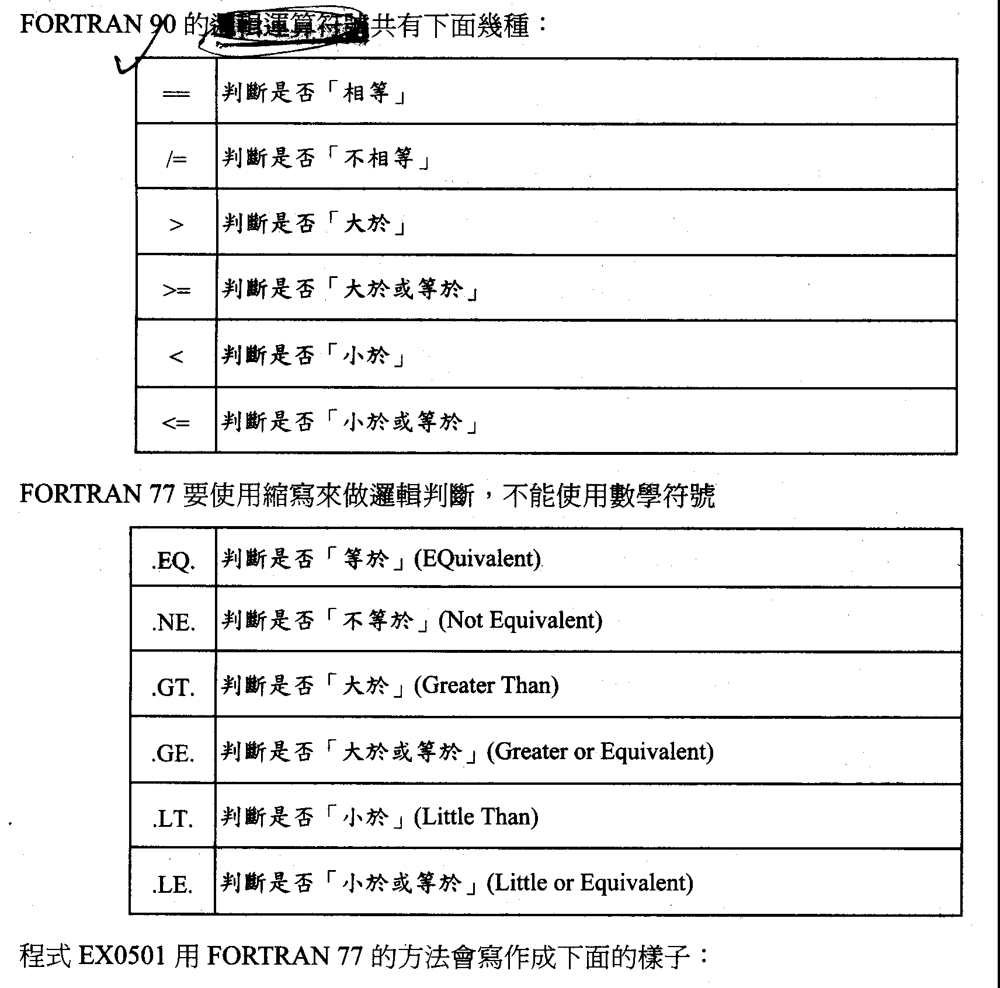 FORTRAN 90 的邏輯運算符號共有下面幾種：
== 判斷是否「相等」
/= 判斷是否「不相等」
> 判斷是否「大於」
>= 判斷是否「大於或等於」
< 判斷是否「小於」
<= 判斷是否「小於或等於」
FORTRAN 77 要使用縮寫來做邏輯判斷，不能使用數學符號
.EQ. 判斷是否「等於」(EQuivalent)
.NE. 判斷是否「不等於」(Not Equivalent)
.GT. 判斷是否「大於」(Greater Than)
.GE. 判斷是否「大於或等於」(Greater or Equivalent)
.LT. 判斷是否「小於」(Little Than)
.LE. 判斷是否「小於或等於」(Little or Equivalent)
程式 EX0501 用 FORTRAN 77 的方法會寫作成下面的樣子：